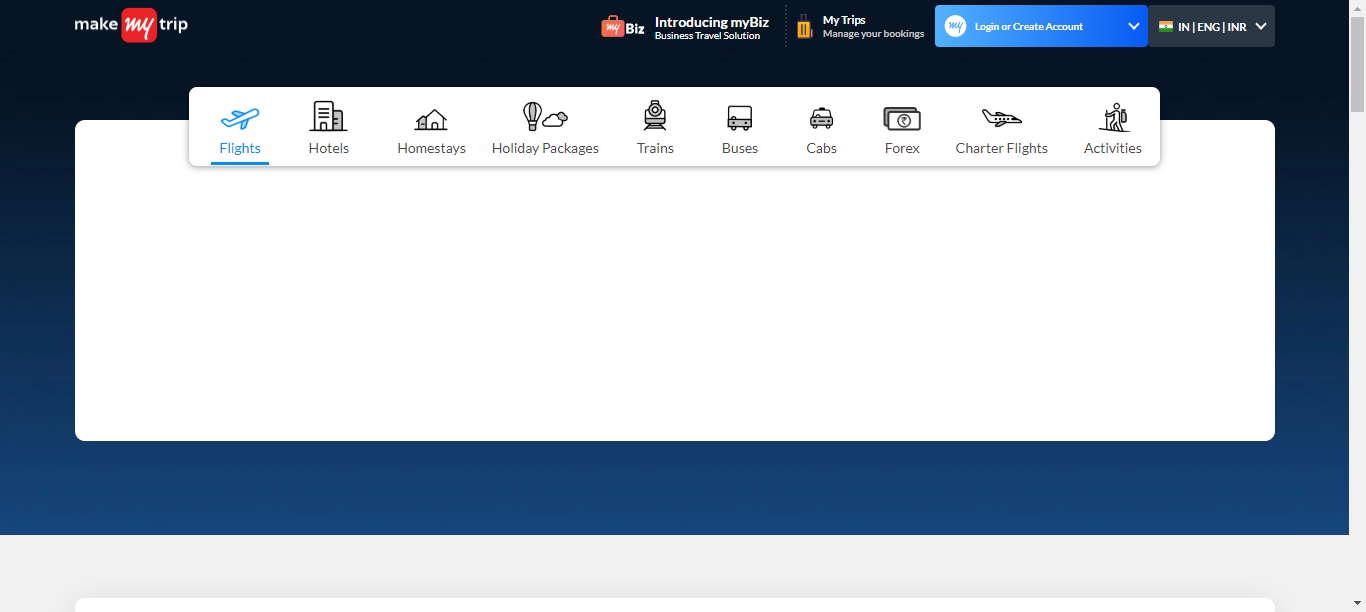 make my trip
my Biz
Introducing myBiz
Business Travel Solution
My Trips
Manage your bookings
my
Login or Create Account
IN | ENG | INR
Flights
Hotels
Homestays
Holiday Packages
Trains
Buses
Cabs
₹
Forex
Charter Flights
Activities